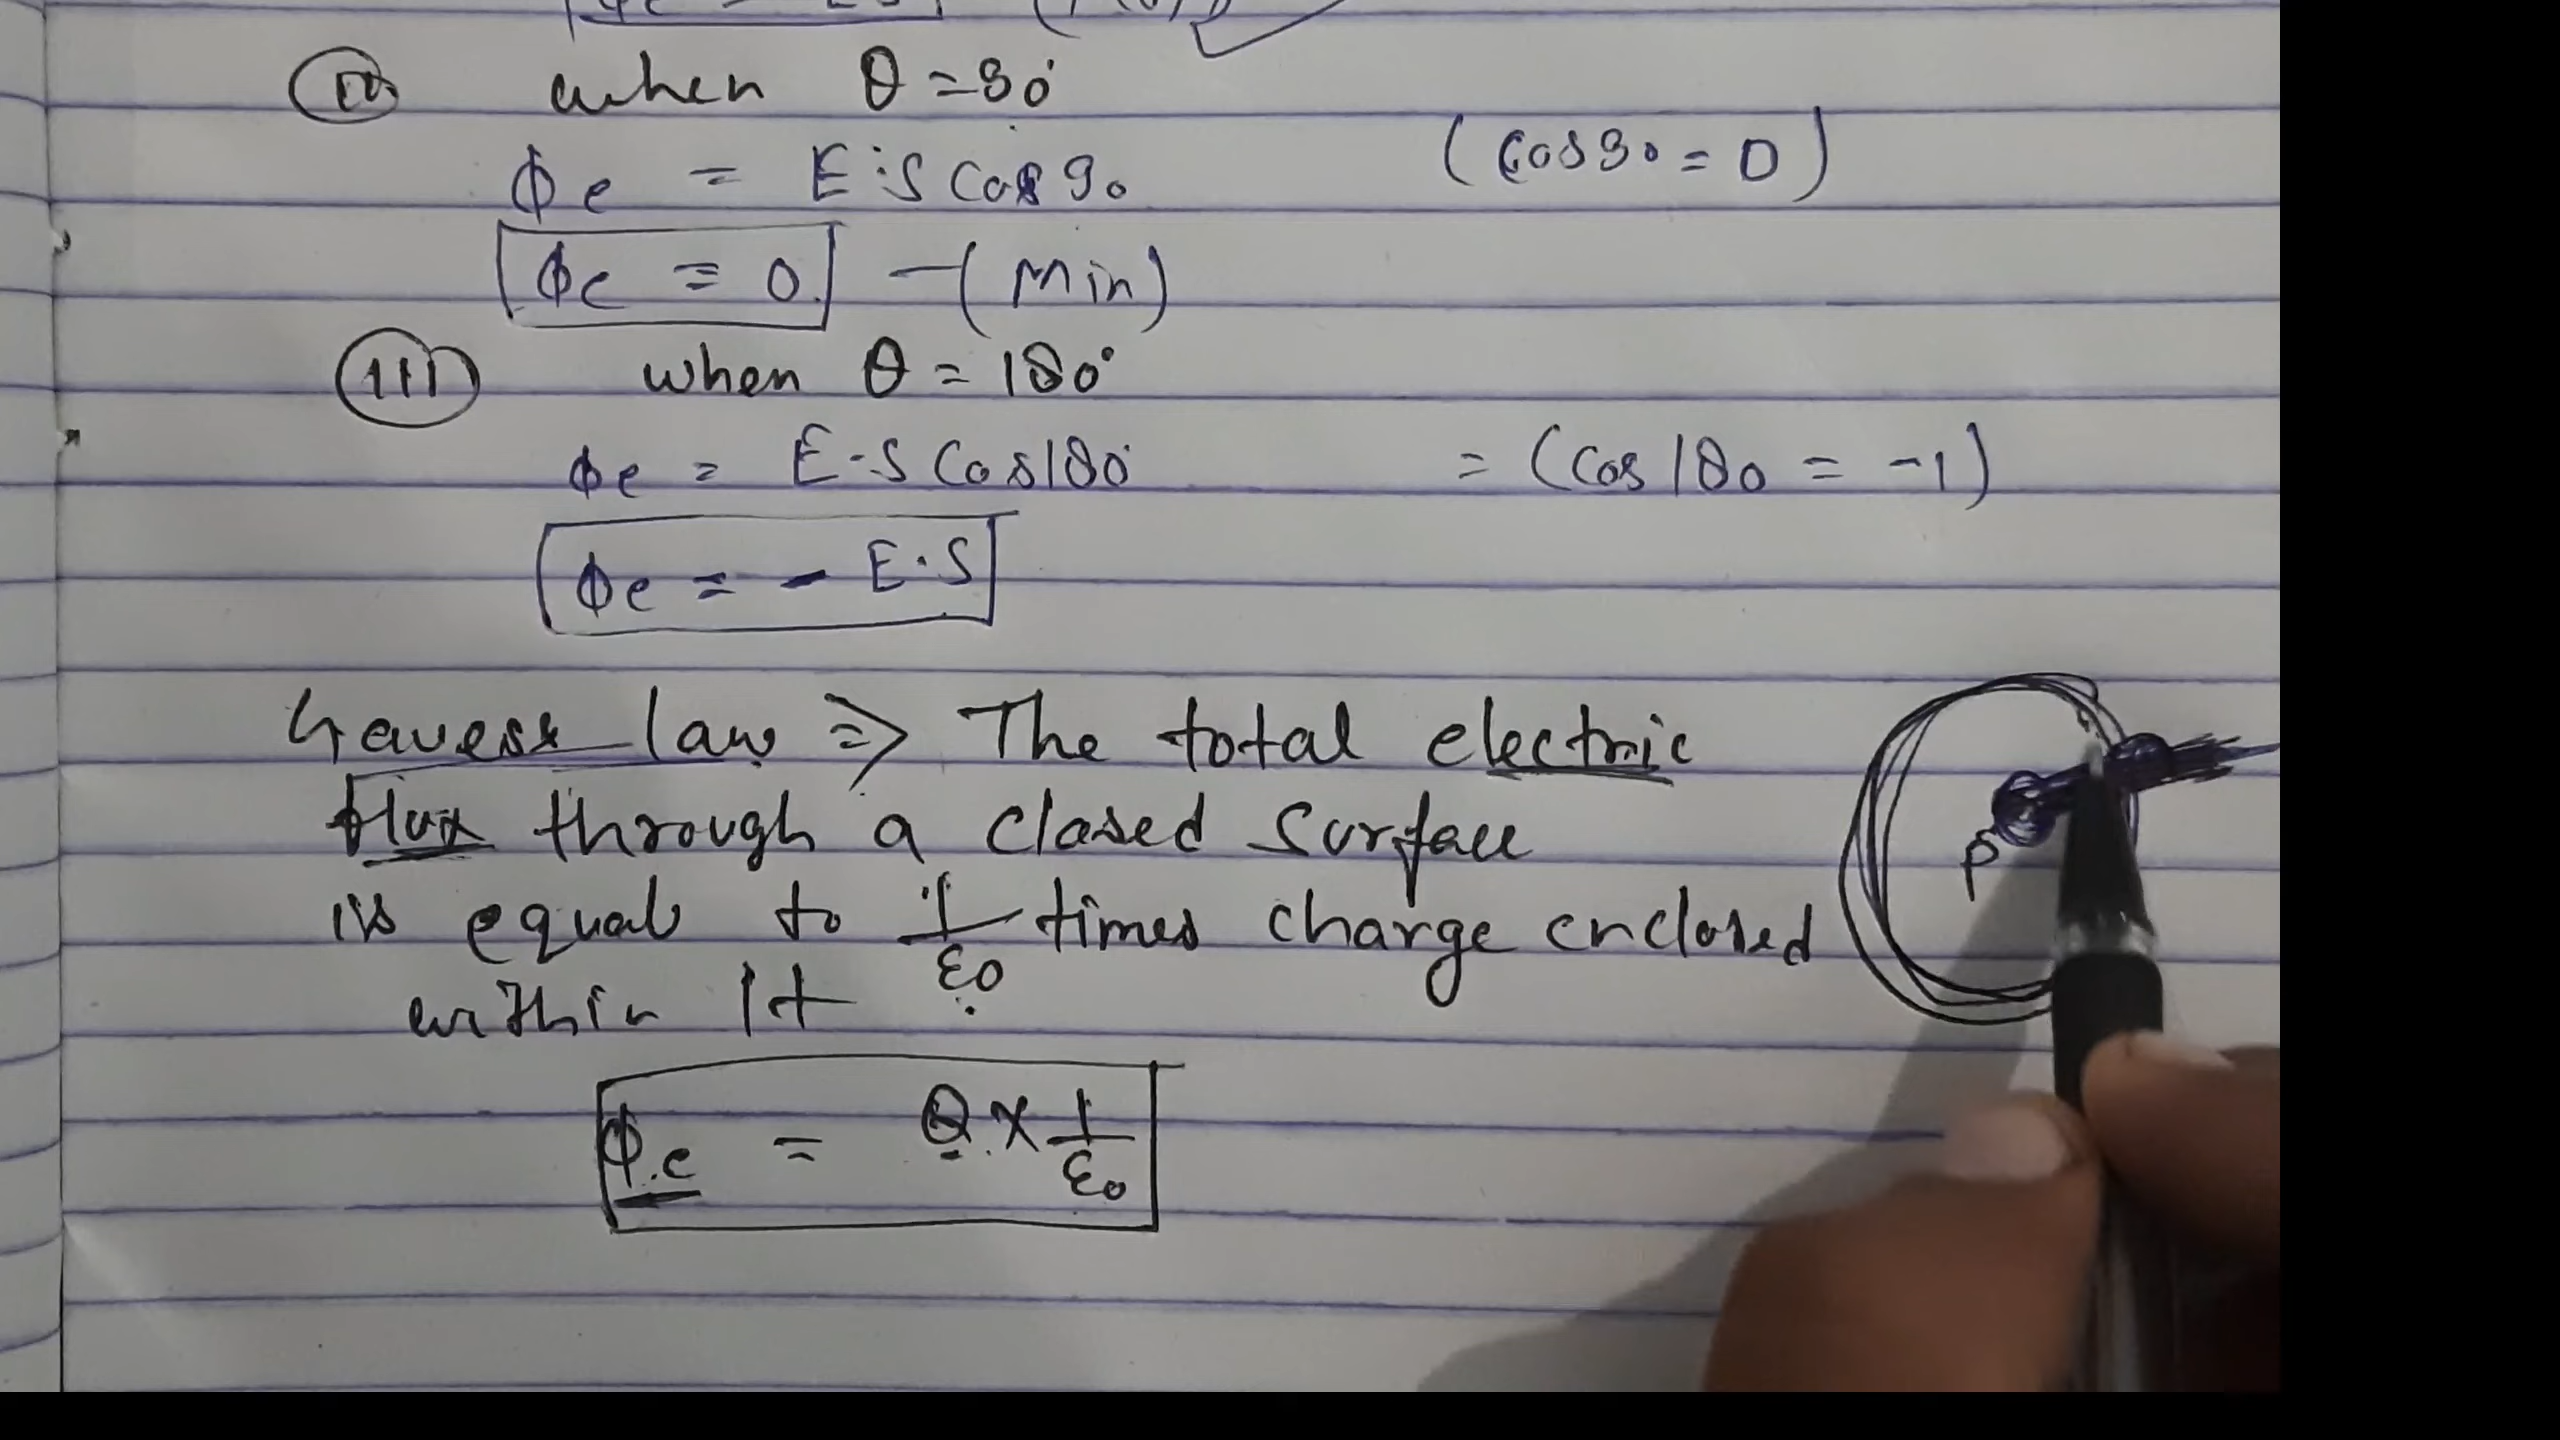 (ii) when θ = 90°
ϕe = E·S Cos 90 (Cos 90 = 0)
ϕe = 0 — (Min)
(iii) when θ = 180°
ϕe = E·S Cos 180° = (Cos 180 = -1)
ϕe = - E·S
law ⇒ The total electric
flux through a closed surface
is equal to 1/ε0 times charge enclosed
within it
P
ϕe = Q × 1/ε0